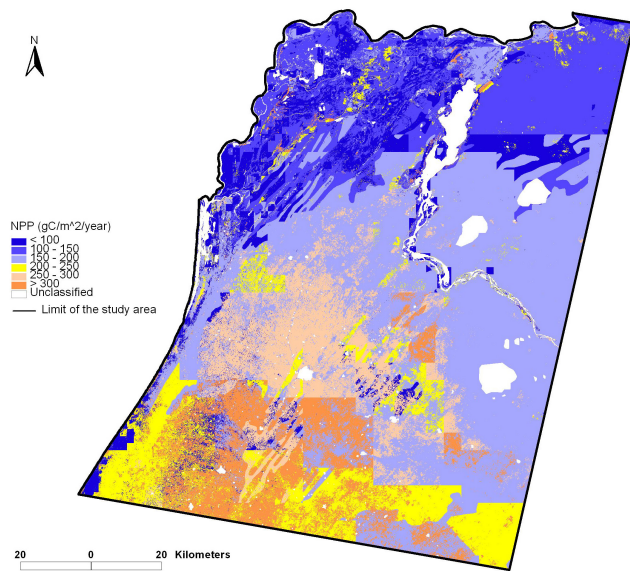 N
NPP (gC/m^2/year)
< 100
100 - 150
150 - 200
200 - 250
250 - 300
> 300
Unclassified
Limit of the study area
20 0 20 Kilometers